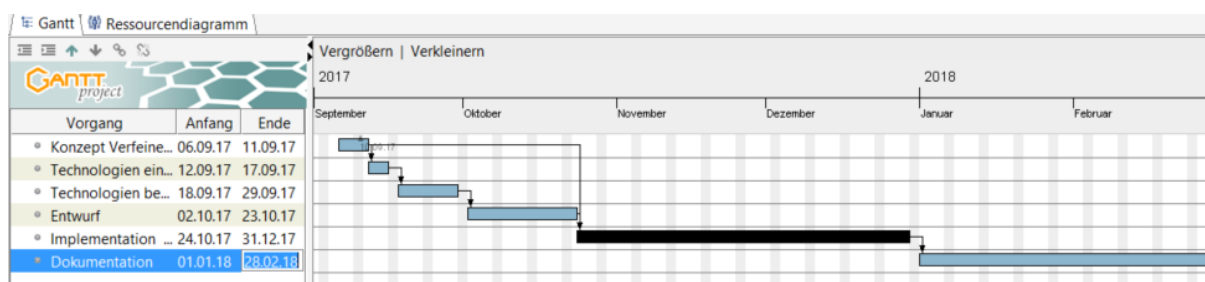 Gantt Ressourcendiagramm
Vergrößern | Verkleinern
GANTT project
2017 2018
Vorgang Anfang Ende
September Oktober November Dezember Januar Februar
Konzept Verfeine... 06.09.17 11.09.17
Technologien ein... 12.09.17 17.09.17
Technologien be... 18.09.17 29.09.17
Entwurf 02.10.17 23.10.17
Implementation ... 24.10.17 31.12.17
Dokumentation 01.01.18 28.02.18